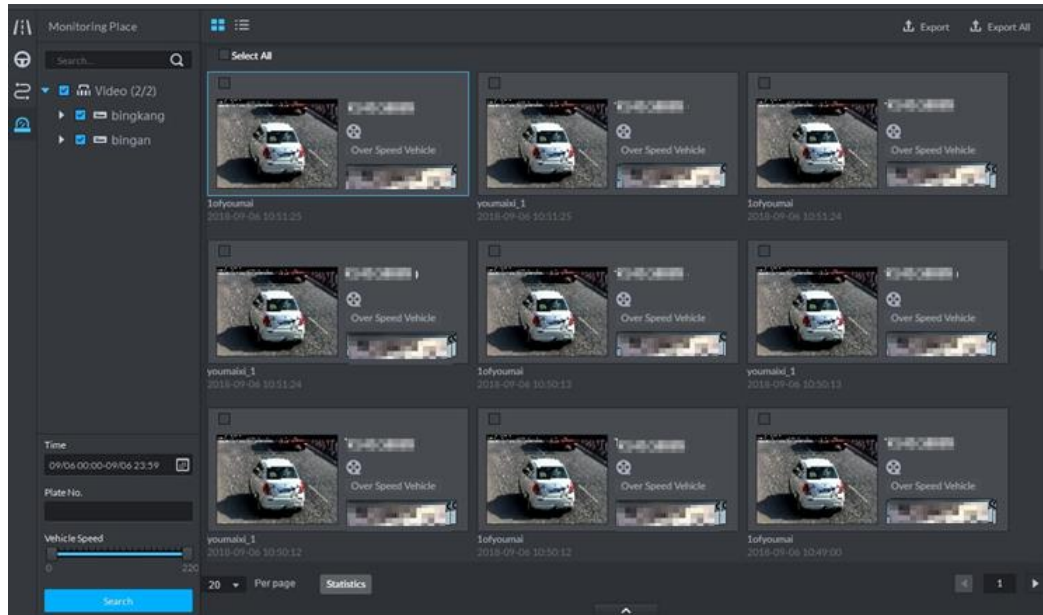 Monitoring Place
Export
Export All
Search...
Select All
Video (2/2)
bingkang
bingan
Over Speed Vehicle
Over Speed Vehicle
Over Speed Vehicle
1ofyoumai
youmaixi_1
1ofyoumai
2018-09-06 10:51:25
2018-09-06 10:51:25
2018-09-06 10:51:24
Over Speed Vehicle
Over Speed Vehicle
Over Speed Vehicle
youmaixi_1
1ofyoumai
youmaixi_1
2018-09-06 10:51:24
2018-09-06 10:50:13
2018-09-06 10:50:13
Over Speed Vehicle
Over Speed Vehicle
Over Speed Vehicle
youmaixi_1
1ofyoumai
1ofyoumai
2018-09-06 10:50:12
2018-09-06 10:50:12
2018-09-06 10:49:00
Time
09/06 00:00-09/06 23:59
Plate No.
Vehicle Speed
0
220
Search
20
Per page
Statistics
1